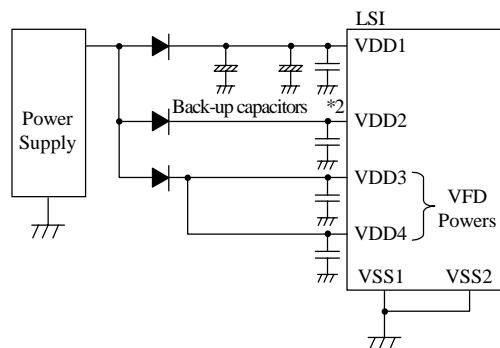 LSI
VDD1
Back-up capacitors *2
VDD2
Power
Supply
VDD3
VFD
Powers
VDD4
VSS1 VSS2